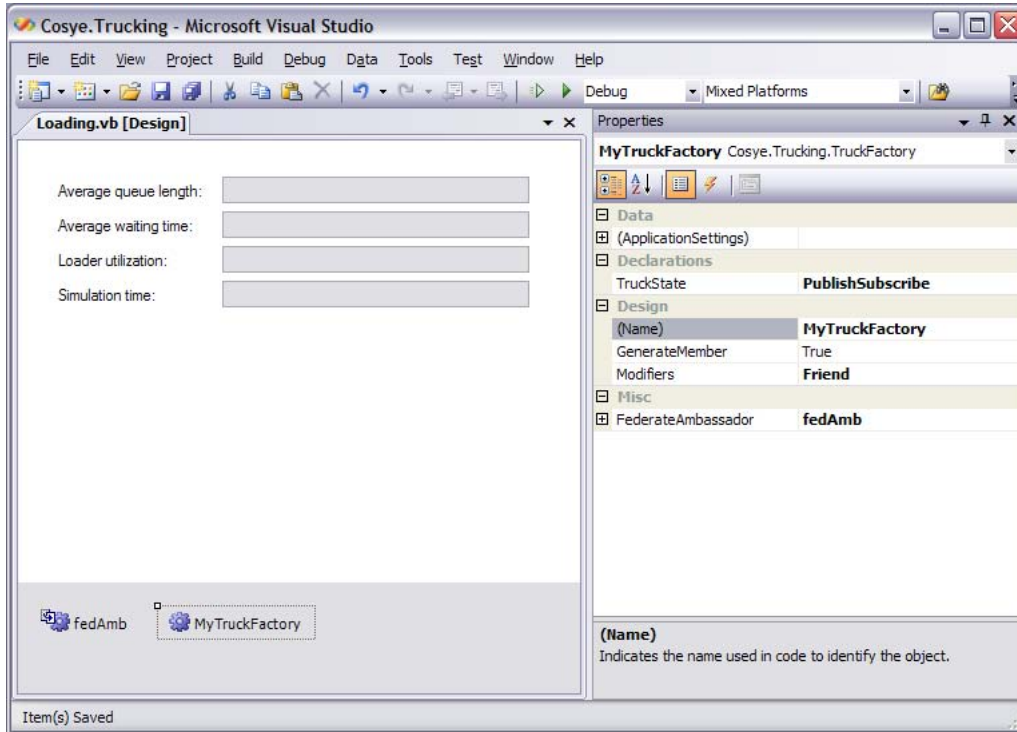 Cosye.Trucking - Microsoft Visual Studio
File Edit View Project Build Debug Data Tools Test Window Help
Debug Mixed Platforms
Loading.vb [Design]
Average queue length:
Average waiting time:
Loader utilization:
Simulation time:
fedAmb MyTruckFactory
Properties
MyTruckFactory Cosye.Trucking.TruckFactory
Data
(ApplicationSettings)
Declarations
TruckState PublishSubscribe
Design
(Name) MyTruckFactory
GenerateMember True
Modifiers Friend
Misc
FederateAmbassador fedAmb
(Name)
Indicates the name used in code to identify the object.
Item(s) Saved